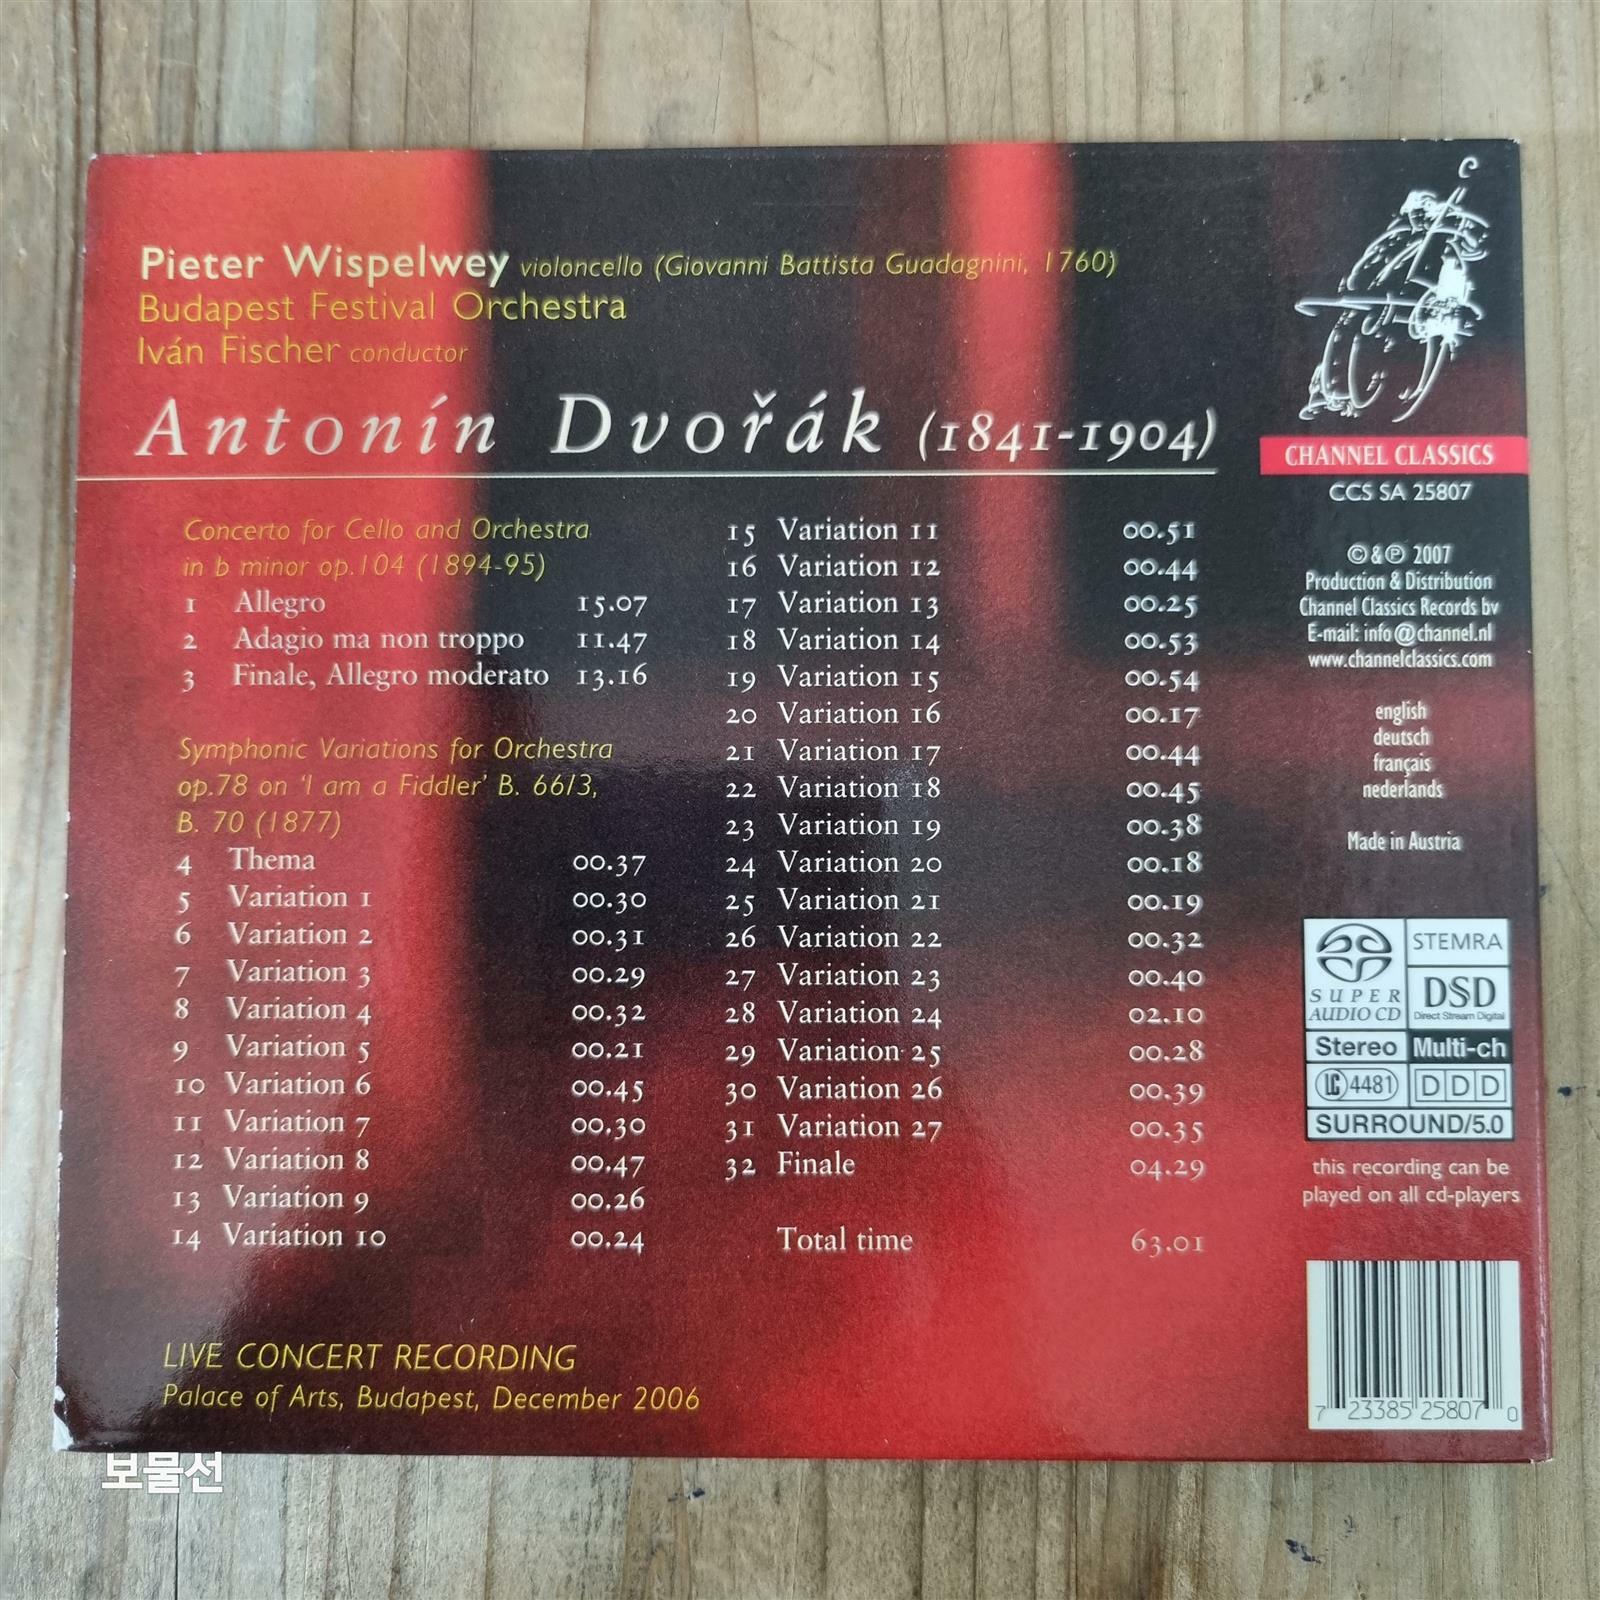 Pieter Wispelwey violoncello (Giovanni Battista Guadagnini, 1760)
Budapest Festival Orchestra
Iván Fischer conductor
Antonín Dvořák (1841-1904)
Concerto for Cello and Orchestra
in b minor op.104 (1894-95)
1 Allegro 15.07
2 Adagio ma non troppo 11.47
3 Finale, Allegro moderato 13.16
Symphonic Variations for Orchestra
op.78 on 'I am a Fiddler' B. 66/3,
B. 70 (1877)
4 Thema 00.37
5 Variation 1 00.30
6 Variation 2 00.31
7 Variation 3 00.29
8 Variation 4 00.32
9 Variation 5 00.21
10 Variation 6 00.45
11 Variation 7 00.30
12 Variation 8 00.47
13 Variation 9 00.26
14 Variation 10 00.24
15 Variation 11 00.51
16 Variation 12 00.44
17 Variation 13 00.25
18 Variation 14 00.53
19 Variation 15 00.54
20 Variation 16 00.17
21 Variation 17 00.44
22 Variation 18 00.45
23 Variation 19 00.38
24 Variation 20 00.18
25 Variation 21 00.19
26 Variation 22 00.32
27 Variation 23 00.40
28 Variation 24 02.10
29 Variation 25 00.28
30 Variation 26 00.39
31 Variation 27 00.35
32 Finale 04.29
Total time 63.01
LIVE CONCERT RECORDING
Palace of Arts, Budapest, December 2006
CHANNEL CLASSICS
CCS SA 25807
©&℗ 2007
Production & Distribution
Channel Classics Records bv
E-mail: info@channel.nl
www.channelclassics.com
english
deutsch
français
nederlands
Made in Austria
SUPER
AUDIO CD
STEMRA
DSD
Direct Stream Digital
Stereo Multi-ch
LC 4481 DDD
SURROUND/5.0
this recording can be
played on all cd-players
7 23385 25807 0
보물선